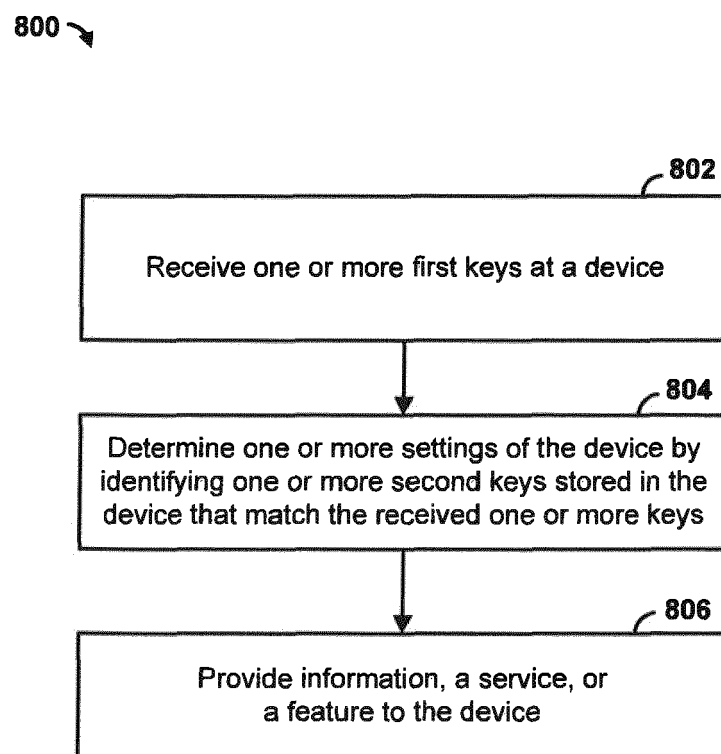 800
802
Receive one or more first keys at a device
804
Determine one or more settings of the device by
identifying one or more second keys stored in the
device that match the received one or more keys
806
Provide information, a service, or
a feature to the device